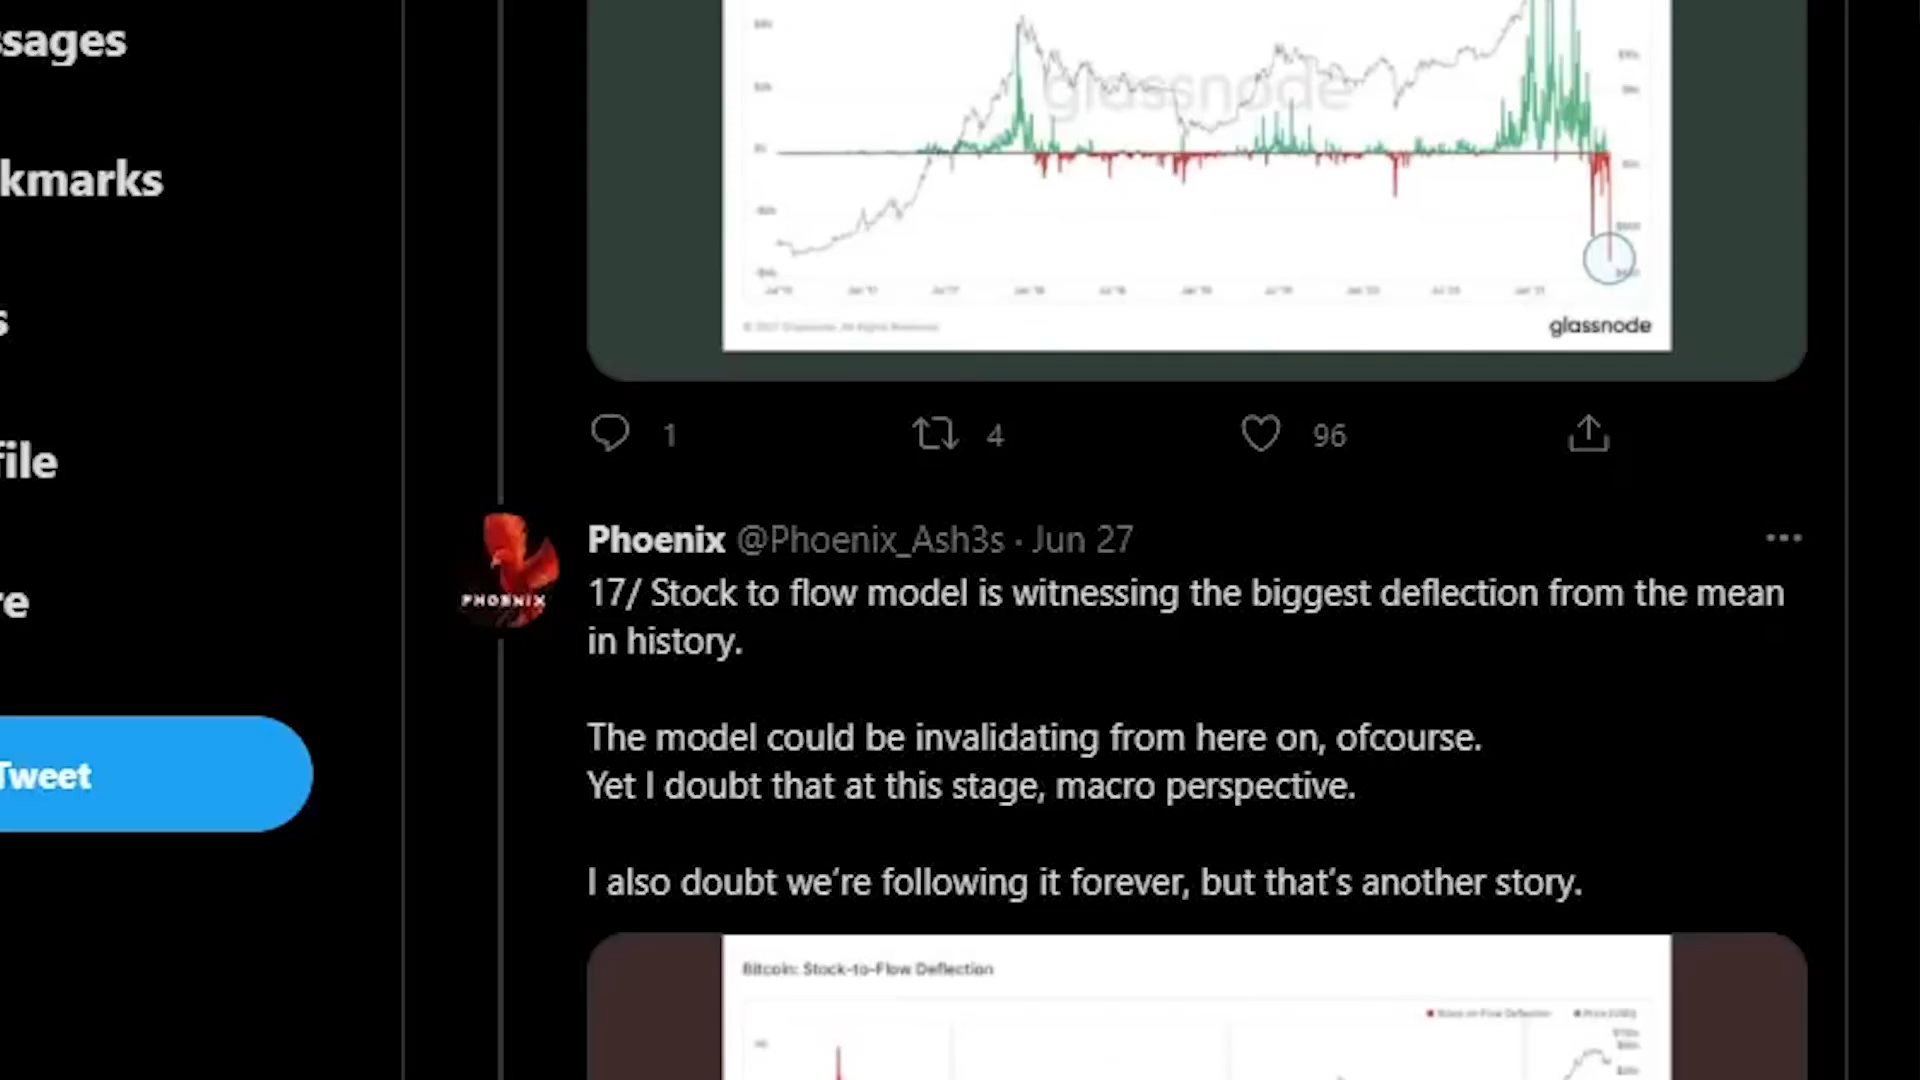 ssages
kmarks
s
file
re
Tweet
glassnode
glassnode
1
4
96
Phoenix @Phoenix_Ash3s · Jun 27
17/ Stock to flow model is witnessing the biggest deflection from the mean
in history.
The model could be invalidating from here on, ofcourse.
Yet I doubt that at this stage, macro perspective.
I also doubt we're following it forever, but that's another story.
PHOENIX
Bitcoin: Stock-to-Flow Deflection